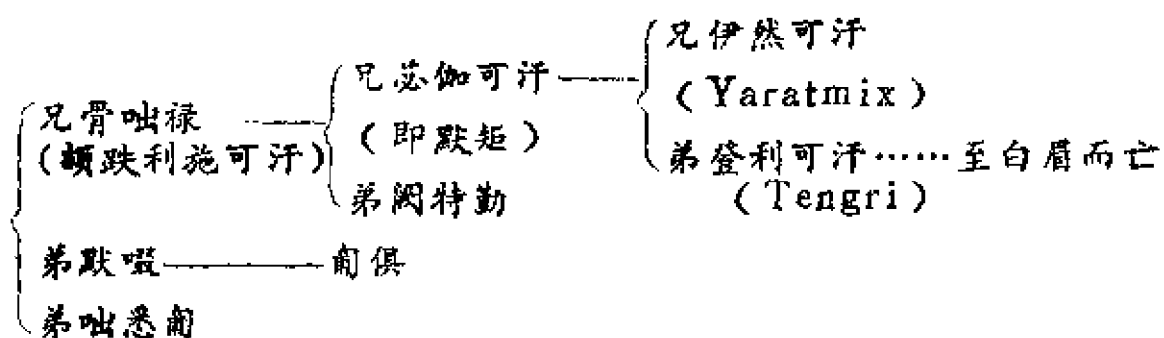 兄伊然可汗
兄苾伽可汗
(Yaratmix)
兄骨咄禄
(即默矩)
(頡跌利施可汗)
弟登利可汗……至白眉而亡
(Tengri)
弟阙特勤
弟默啜
匐俱
弟咄悉匐